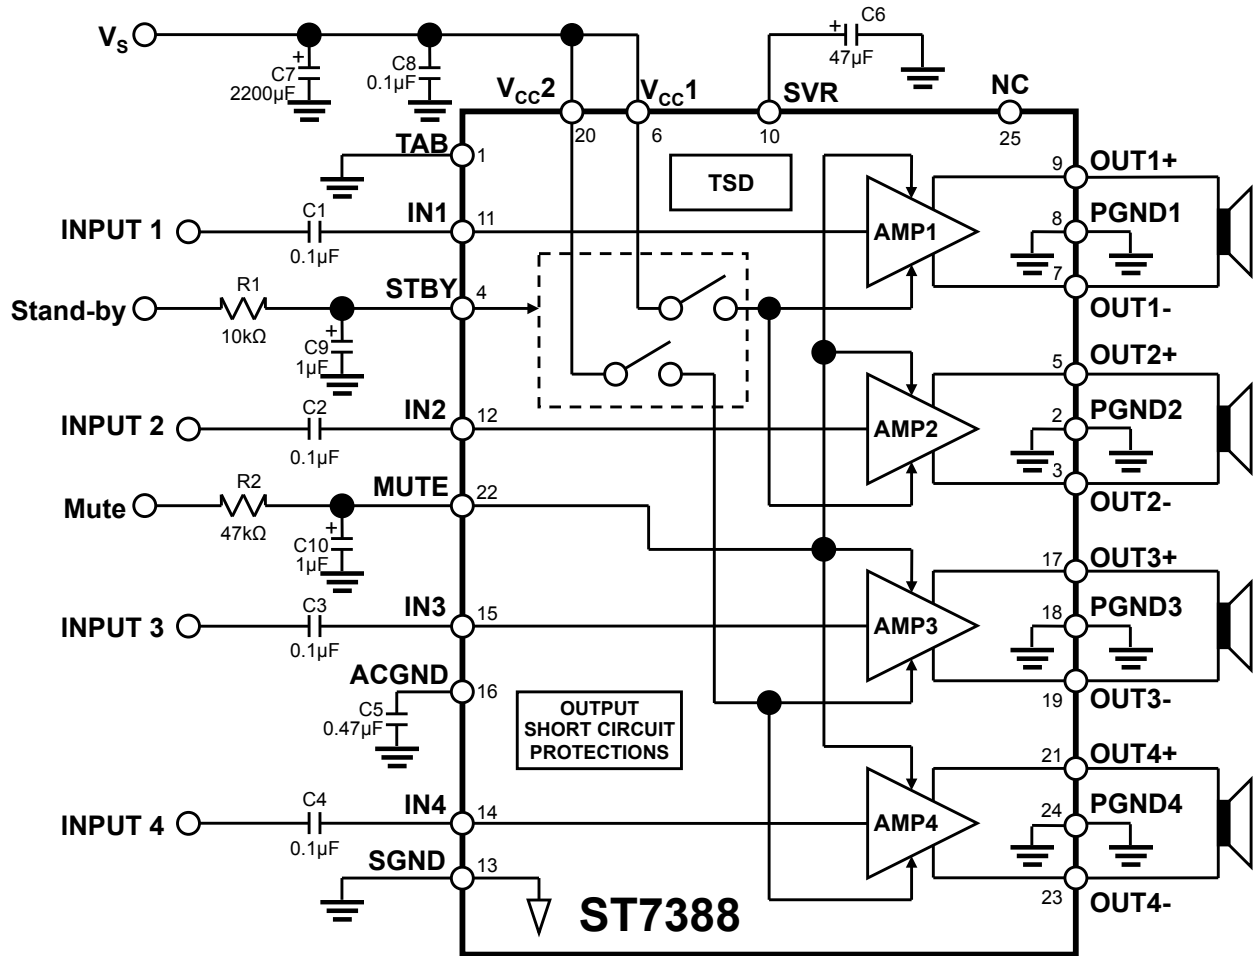 V_S
+
C7
2200µF
C8
0.1µF
+
C6
47µF
V_CC2
V_CC1
SVR
NC
20
6
10
25
TAB
1
TSD
INPUT 1
C1
0.1µF
IN1
11
AMP1
9
OUT1+
8
PGND1
7
OUT1-
Stand-by
R1
10kΩ
+
C9
1µF
STBY
4
INPUT 2
C2
0.1µF
IN2
12
AMP2
5
OUT2+
2
PGND2
3
OUT2-
Mute
R2
47kΩ
+
C10
1µF
MUTE
22
INPUT 3
C3
0.1µF
IN3
15
AMP3
17
OUT3+
18
PGND3
19
OUT3-
ACGND
16
C5
0.47µF
OUTPUT
SHORT CIRCUIT
PROTECTIONS
INPUT 4
C4
0.1µF
IN4
14
AMP4
21
OUT4+
24
PGND4
23
OUT4-
SGND
13
ST7388